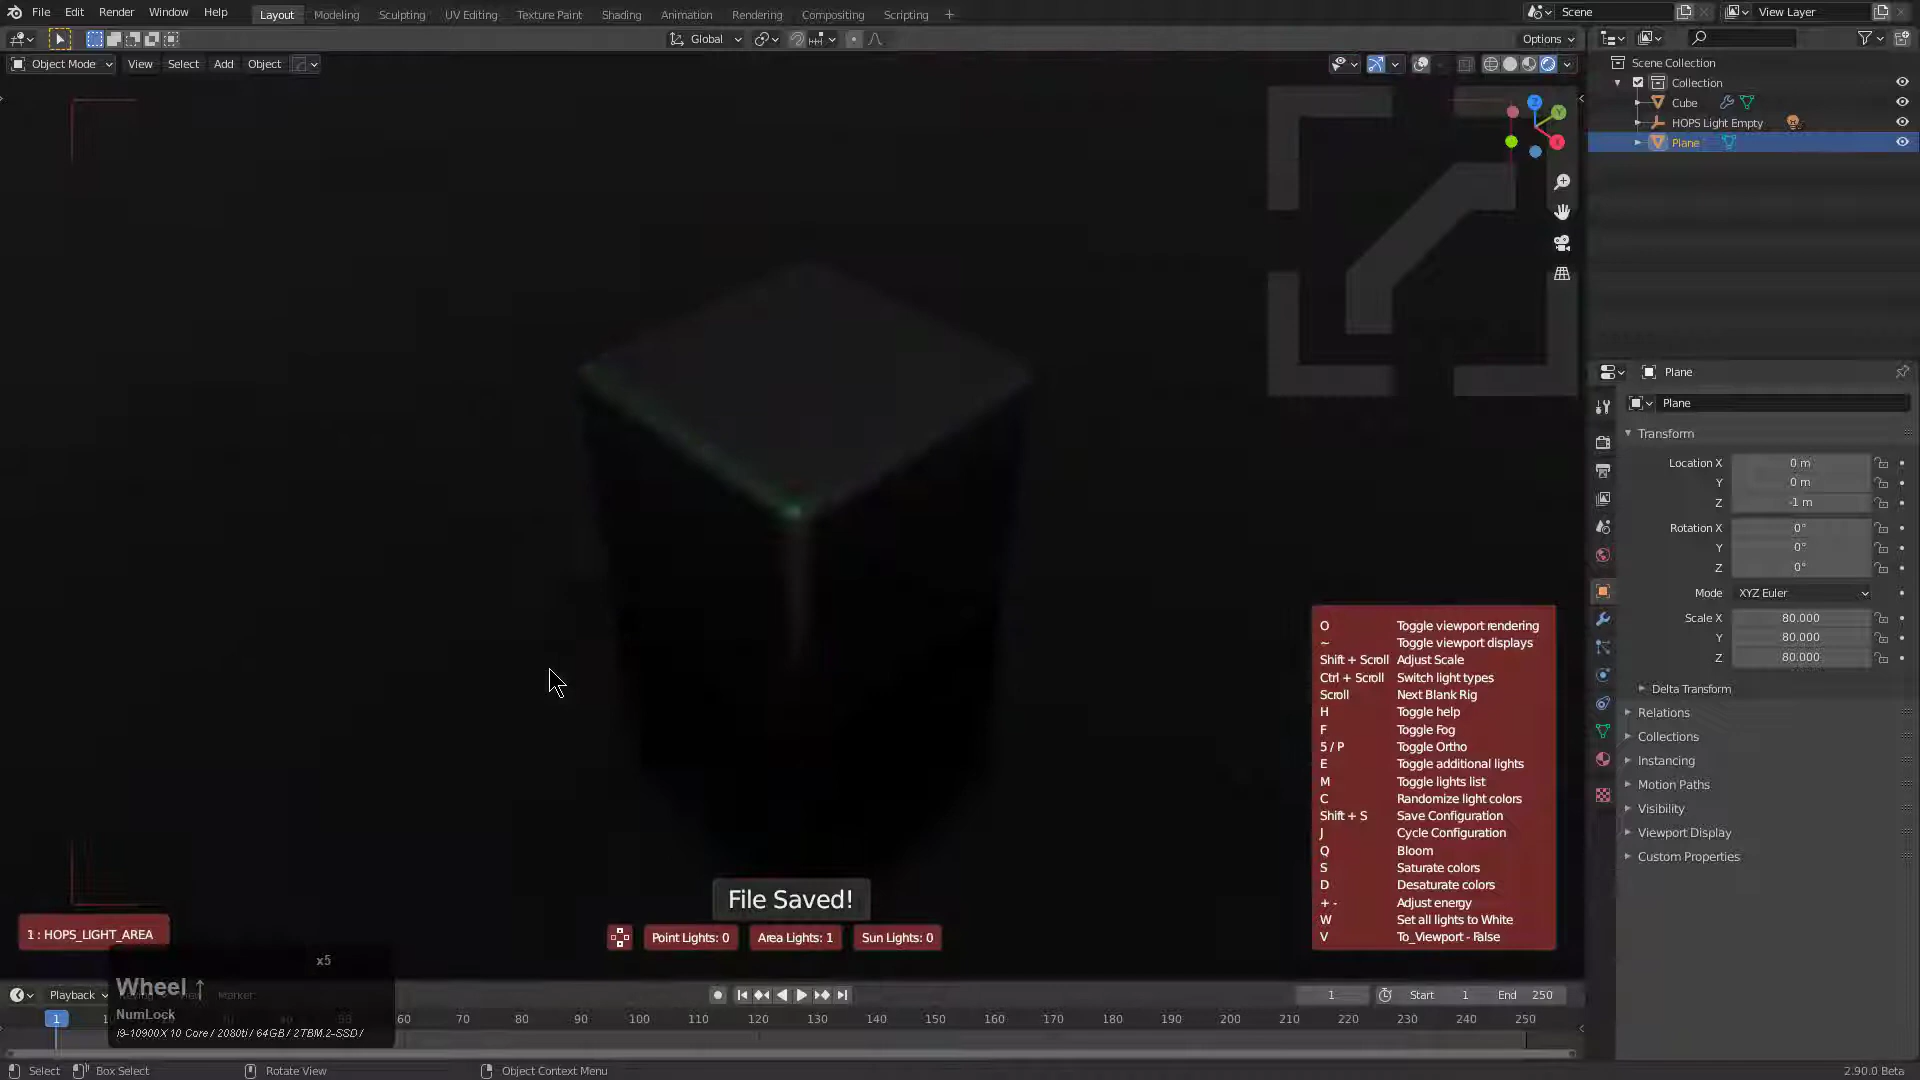 File Edit Render Window Help Layout Modeling Sculpting UV Editing Texture Paint Shading Animation Rendering Compositing Scripting + Scene View Layer
Global Options
Object Mode View Select Add Object
Scene Collection
Collection
Cube
HOPS Light Empty
Plane
Z
Y
X
Plane
Plane
Transform
Location X 0 m
Y 0 m
Z -1 m
Rotation X 0°
Y 0°
Z 0°
Mode XYZ Euler
Scale X 80.000
Y 80.000
Z 80.000
Delta Transform
Relations
Collections
Instancing
Motion Paths
Visibility
Viewport Display
Custom Properties
O Toggle viewport rendering
~ Toggle viewport displays
Shift + Scroll Adjust Scale
Ctrl + Scroll Switch light types
Scroll Next Blank Rig
H Toggle help
F Toggle Fog
5 / P Toggle Ortho
E Toggle additional lights
M Toggle lights list
C Randomize light colors
Shift + S Save Configuration
J Cycle Configuration
Q Bloom
S Saturate colors
D Desaturate colors
+ - Adjust energy
W Set all lights to White
V To_Viewport - False
File Saved!
1 : HOPS_LIGHT_AREA
Point Lights: 0 Area Lights: 1 Sun Lights: 0
x5
Wheel ↑
NumLock
i9-10900X 10 Core / 2080ti / 64GB / 2TBM.2-SSD /
Playback Marker 1 Start 1 End 250
1 60 70 80 90 100 110 120 130 140 150 160 170 180 190 200 210 220 230 240 250
Select Box Select Rotate View Object Context Menu 2.90.0 Beta